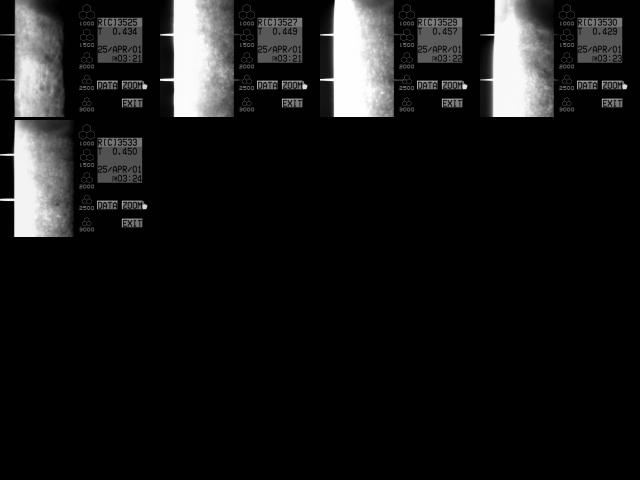 1000 R[C]3525
T 0.434
1500
25/APR/01
PM03:21
2000
2500 DATA ZOOM
EXIT
3000
1000 R[C]3527
T 0.449
1500
25/APR/01
PM03:21
2000
2500 DATA ZOOM
EXIT
3000
1000 R[C]3529
T 0.457
1500
25/APR/01
PM03:22
2000
2500 DATA ZOOM
EXIT
3000
1000 R[C]3530
T 0.429
1500
25/APR/01
PM03:23
2000
2500 DATA ZOOM
EXIT
3000
1000 R[C]3533
T 0.450
1500
25/APR/01
PM03:24
2000
2500 DATA ZOOM
EXIT
3000